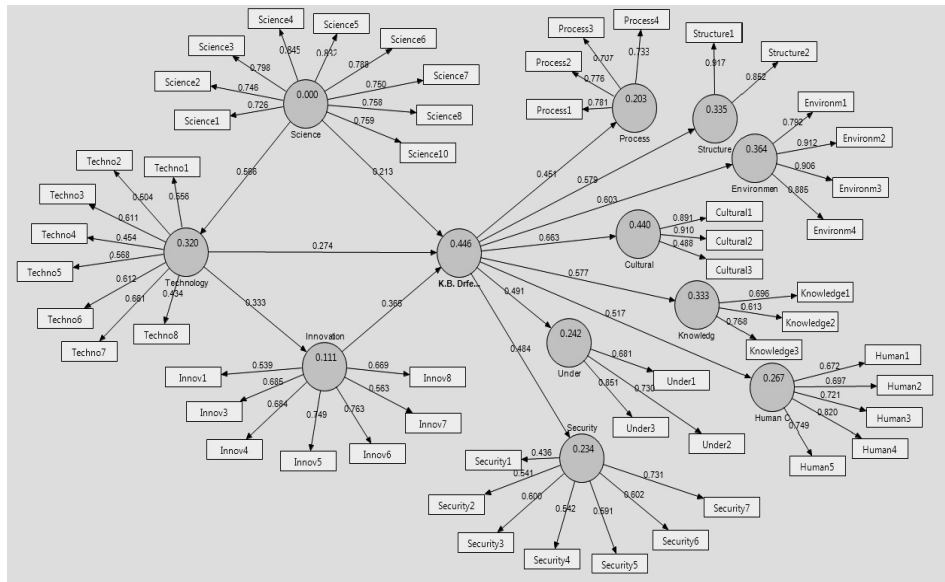 Science4
Science5
Science3
Science6
Science2
Science7
Science1
Science8
Science10
0.845
0.798
0.788
0.746
0.750
0.726
0.758
0.759
0.000
Science
0.213
Process3
Process4
Process2
Process1
0.707
0.733
0.776
0.781
0.203
Process
Structure1
Structure2
0.917
0.852
0.335
Structure
Environm1
Environm2
Environm3
Environm4
0.792
0.912
0.906
0.885
0.364
Environmen
0.451
0.579
0.603
Techno2
Techno1
Techno3
Techno4
Techno5
Techno6
Techno7
Techno8
0.504
0.556
0.611
0.454
0.568
0.612
0.661
0.434
0.320
Technology
0.274
0.333
0.446
K.B. Drfe...
0.663
0.440
Cultural
0.891
0.910
0.488
Cultural1
Cultural2
Cultural3
0.577
0.333
Knowledg
0.696
0.613
0.768
Knowledge1
Knowledge2
Knowledge3
0.491
0.517
0.484
0.365
Innovation
0.111
0.539
0.685
0.684
0.749
0.763
0.563
0.669
Innov1
Innov3
Innov4
Innov5
Innov6
Innov7
Innov8
0.242
Under
0.681
0.730
0.851
Under1
Under2
Under3
0.267
Human C
0.672
0.697
0.721
0.820
0.749
Human1
Human2
Human3
Human4
Human5
Security
0.234
0.436
0.541
0.600
0.542
0.591
0.602
0.731
Security1
Security2
Security3
Security4
Security5
Security6
Security7